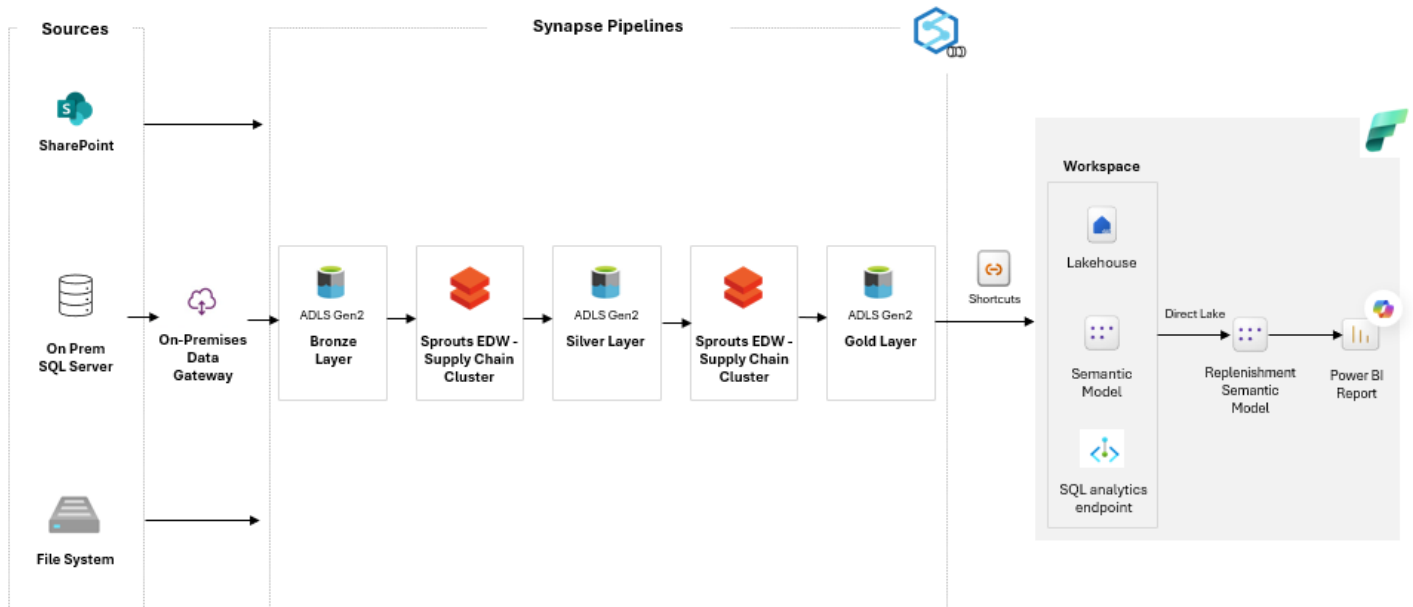 Sources
Synapse Pipelines
SharePoint
Workspace
Lakehouse
Shortcuts
On Prem
SQL Server
On-Premises
Data
Gateway
ADLS Gen2
Bronze
Layer
Sprouts EDW -
Supply Chain
Cluster
ADLS Gen2
Silver Layer
Sprouts EDW -
Supply Chain
Cluster
ADLS Gen2
Gold Layer
Semantic
Model
Direct Lake
Replenishment
Semantic
Model
Power BI
Report
SQL analytics
endpoint
File System